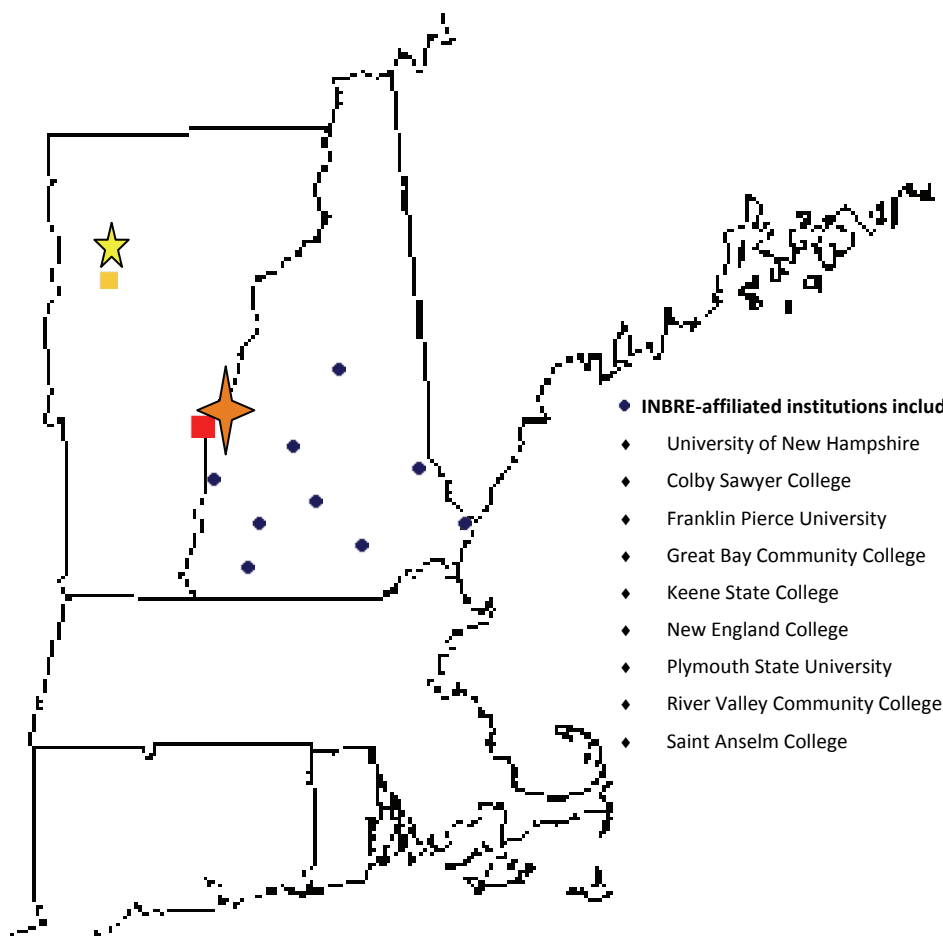 INBRE-affiliated institutions includ
University of New Hampshire
Colby Sawyer College
Franklin Pierce University
Great Bay Community College
Keene State College
New England College
Plymouth State University
River Valley Community College
Saint Anselm College